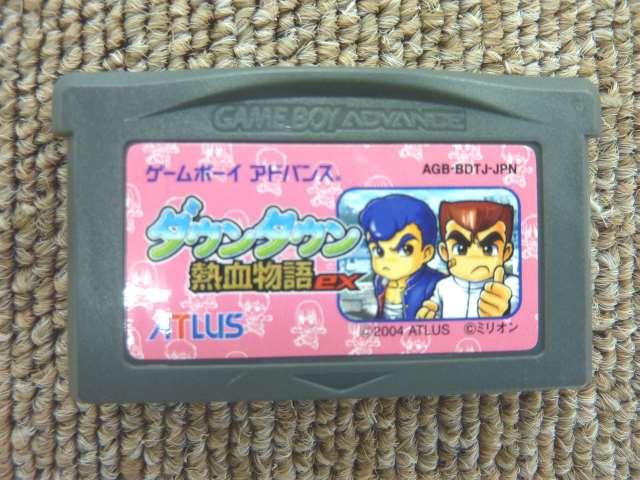 GAME BOY ADVANCE
ゲームボーイ アドバンス®
AGB-BDTJ-JPN
ダウンタウン
熱血物語ex
ATLUS
©2004 ATLUS ©ミリオン